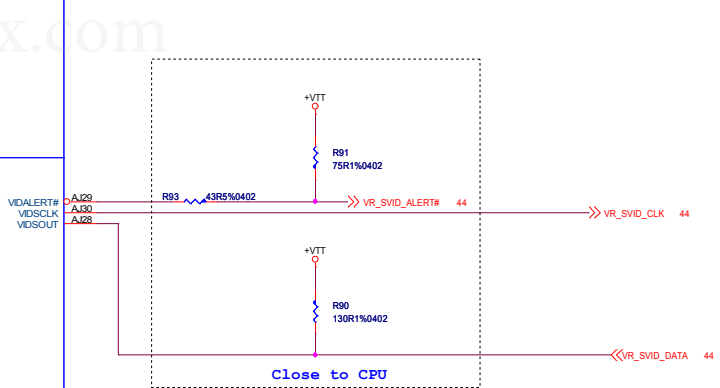 x.com
+VTT
R91
75R1%0402
VIDALERT# AJ29 R93 43R5%0402 VR_SVID_ALERT# 44
VIDSCLK AJ30 VR_SVID_CLK 44
VIDSOUT AJ28
+VTT
R90
130R1%0402
VR_SVID_DATA 44
Close to CPU